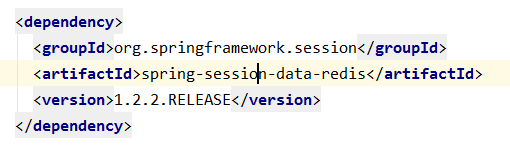 <dependency>
<groupId>org.springframework.session</groupId>
<artifactId>spring-session-data-redis</artifactId>
<version>1.2.2.RELEASE</version>
</dependency>